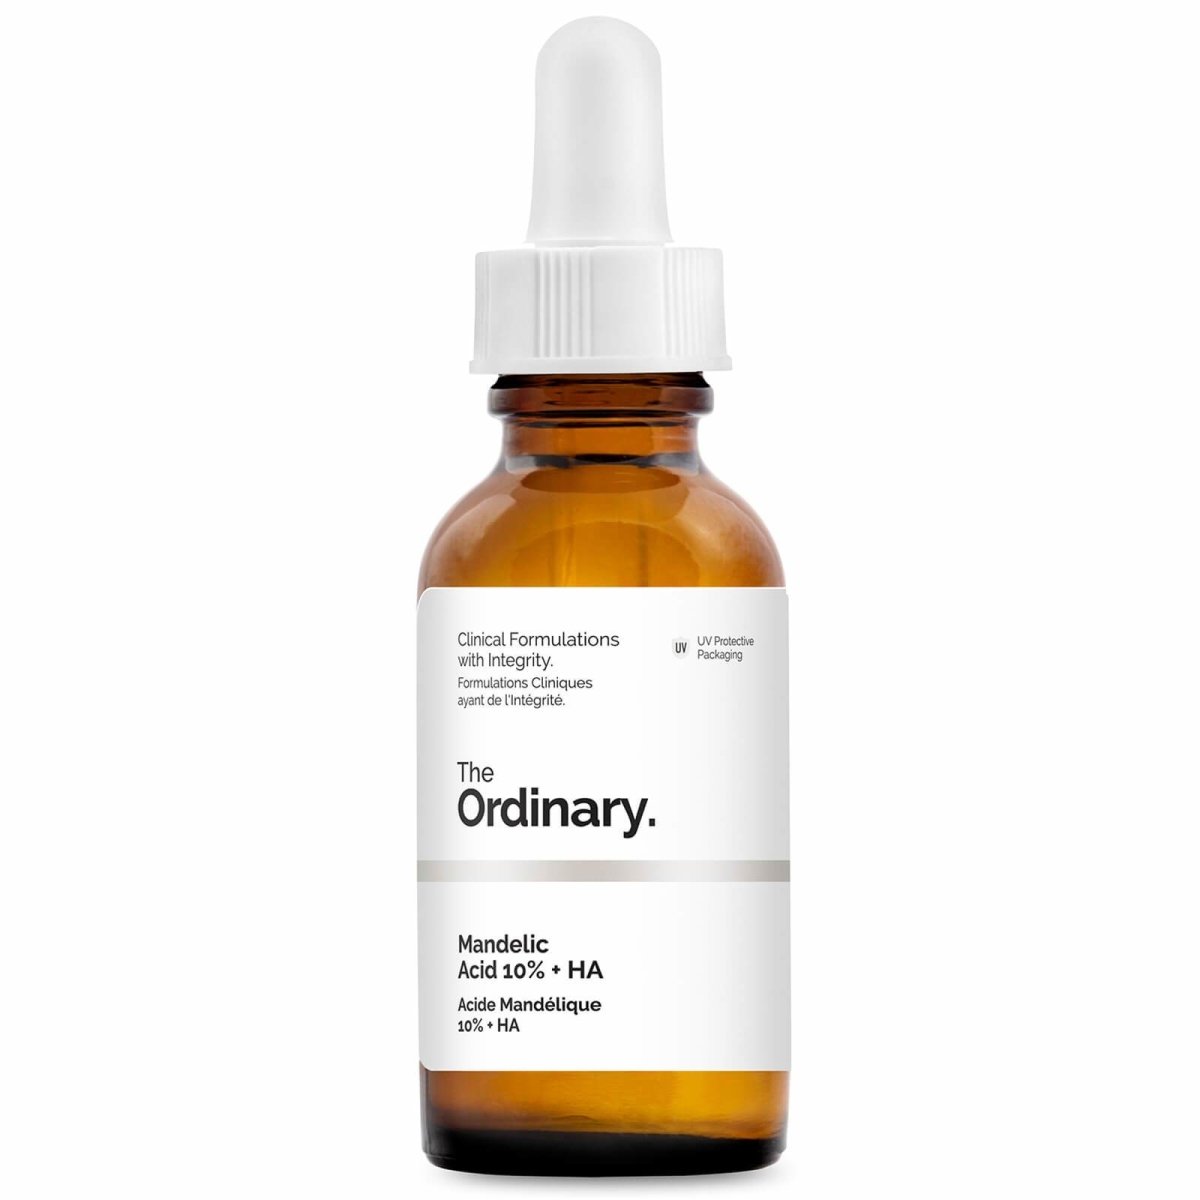 Clinical Formulations
with Integrity.
Formulations Cliniques
ayant de l'Intégrité.
UV
UV Protective
Packaging
The
Ordinary.
Mandelic
Acid 10% + HA
Acide Mandélique
10% + HA